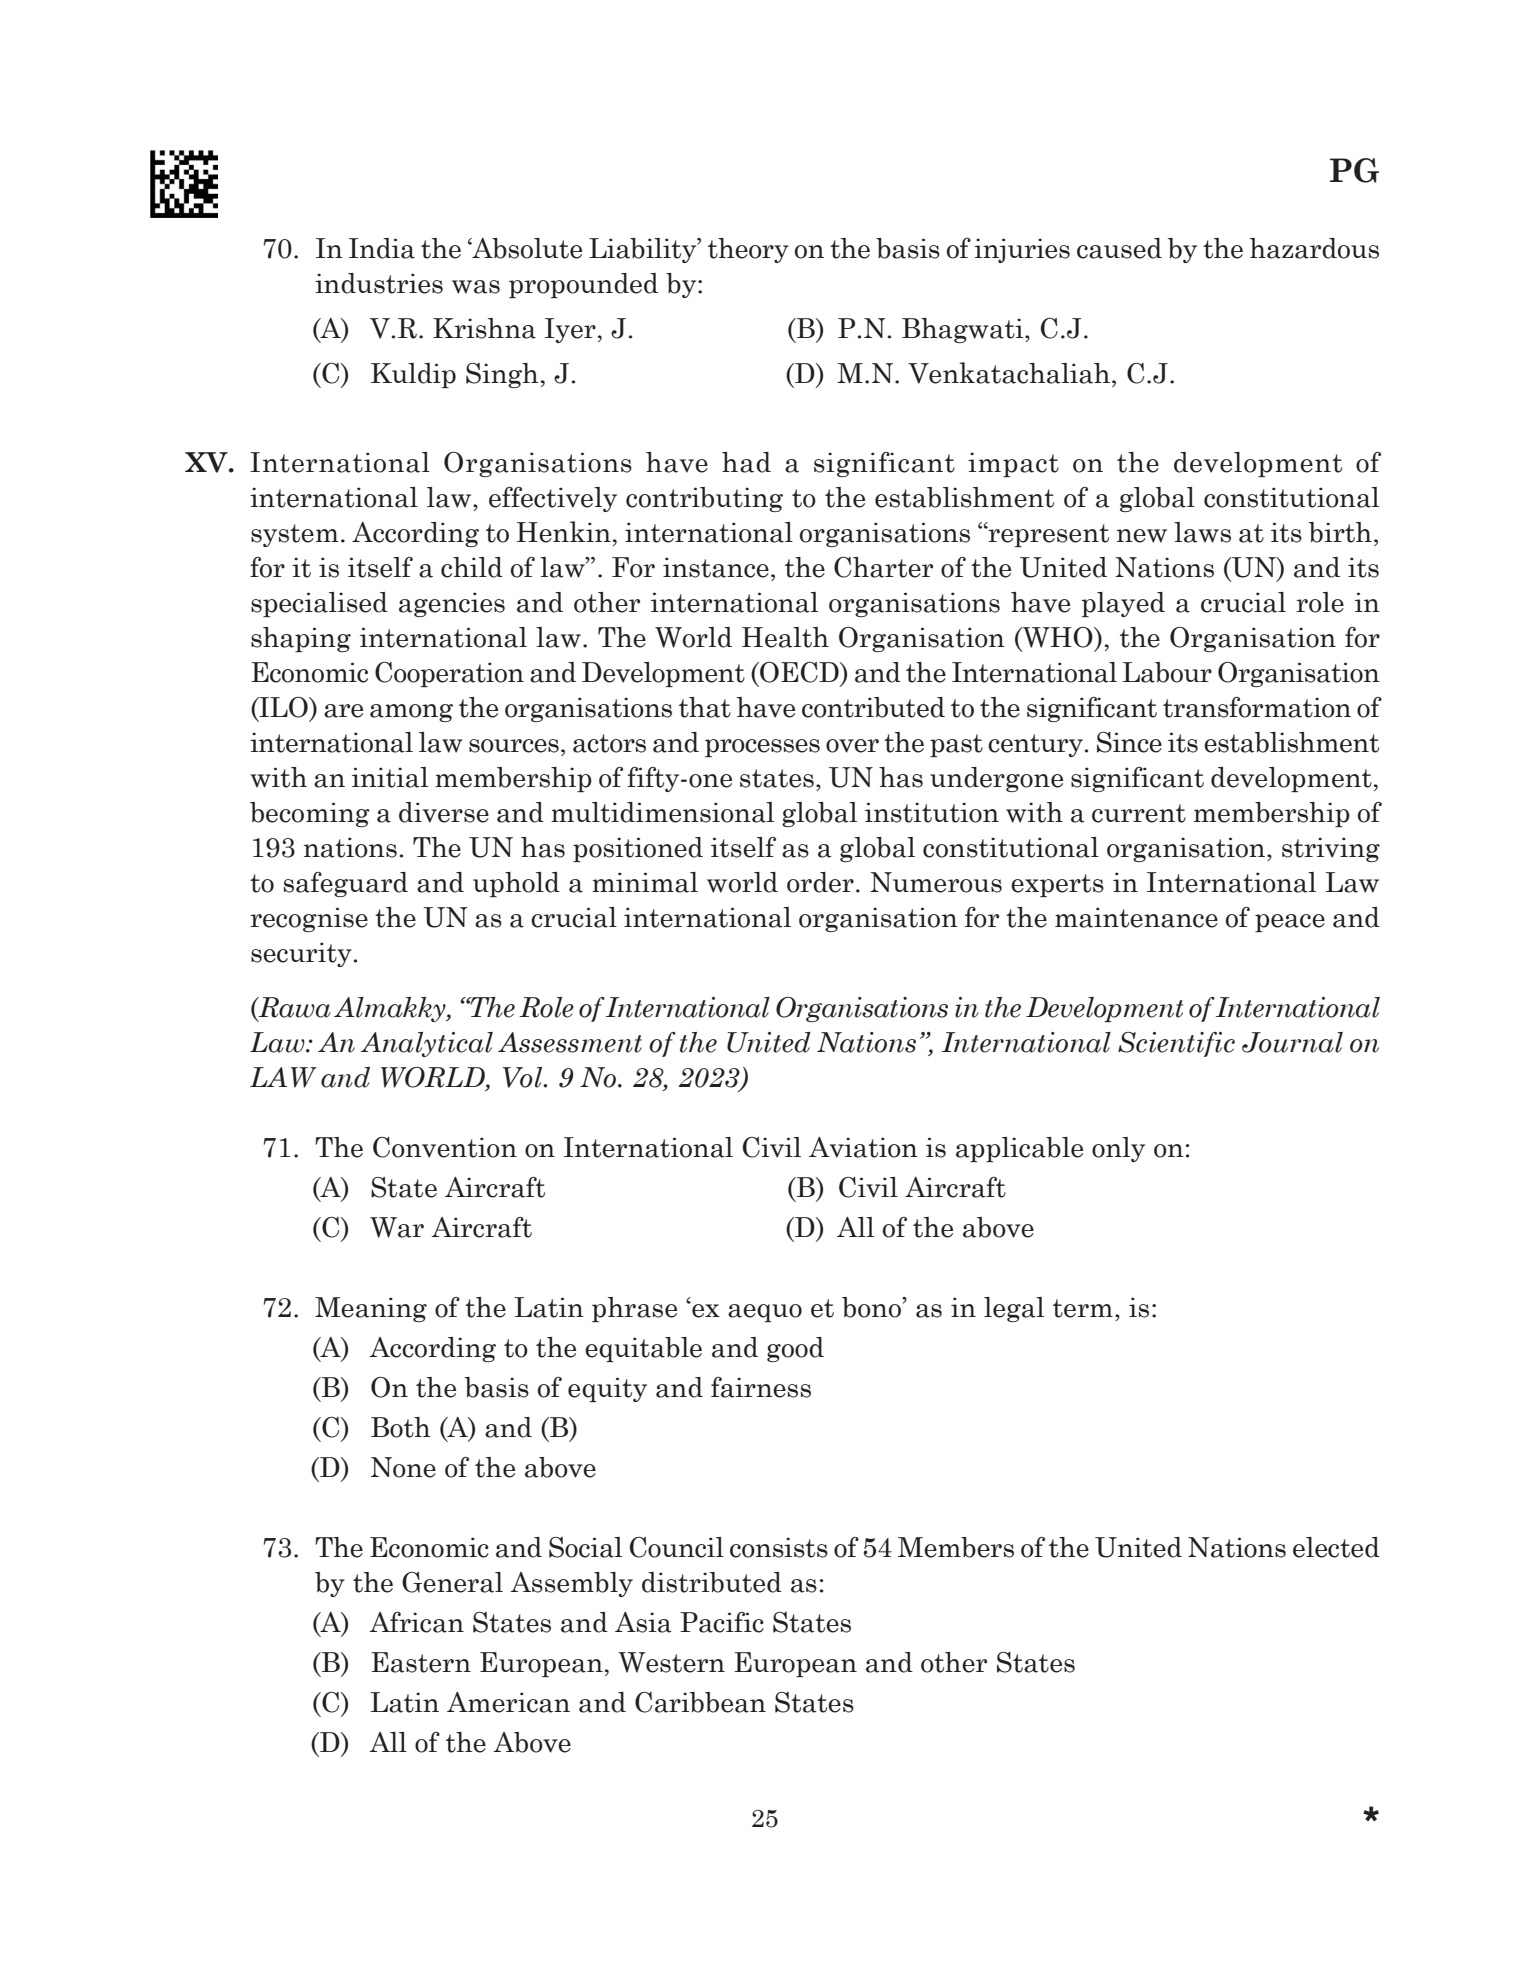 PG
70. In India the ‘Absolute Liability’ theory on the basis of injuries caused by the hazardous
industries was propounded by:
(A) V.R. Krishna Iyer, J. (B) P.N. Bhagwati, C.J.
(C) Kuldip Singh, J. (D) M.N. Venkatachaliah, C.J.
XV. International Organisations have had a significant impact on the development of
international law, effectively contributing to the establishment of a global constitutional
system. According to Henkin, international organisations “represent new laws at its birth,
for it is itself a child of law”. For instance, the Charter of the United Nations (UN) and its
specialised agencies and other international organisations have played a crucial role in
shaping international law. The World Health Organisation (WHO), the Organisation for
Economic Cooperation and Development (OECD) and the International Labour Organisation
(ILO) are among the organisations that have contributed to the significant transformation of
international law sources, actors and processes over the past century. Since its establishment
with an initial membership of fifty-one states, UN has undergone significant development,
becoming a diverse and multidimensional global institution with a current membership of
193 nations. The UN has positioned itself as a global constitutional organisation, striving
to safeguard and uphold a minimal world order. Numerous experts in International Law
recognise the UN as a crucial international organisation for the maintenance of peace and
security.
(Rawa Almakky, “The Role of International Organisations in the Development of International
Law: An Analytical Assessment of the United Nations”, International Scientific Journal on
LAW and WORLD, Vol. 9 No. 28, 2023)
71. The Convention on International Civil Aviation is applicable only on:
(A) State Aircraft (B) Civil Aircraft
(C) War Aircraft (D) All of the above
72. Meaning of the Latin phrase ‘ex aequo et bono’ as in legal term, is:
(A) According to the equitable and good
(B) On the basis of equity and fairness
(C) Both (A) and (B)
(D) None of the above
73. The Economic and Social Council consists of 54 Members of the United Nations elected
by the General Assembly distributed as:
(A) African States and Asia Pacific States
(B) Eastern European, Western European and other States
(C) Latin American and Caribbean States
(D) All of the Above
25 *